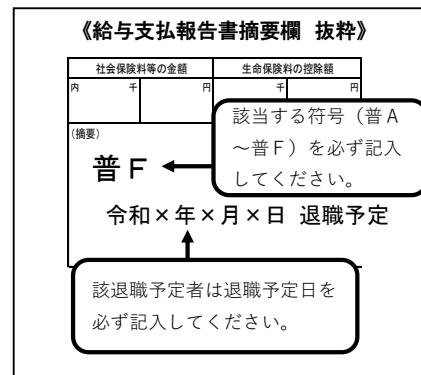 《給与支払報告書摘要欄 抜粋》
社会保険料等の金額 生命保険料の控除額
内 千 円 千 円
(摘要)
該当する符号（普A
～普F）を必ず記入
してください。
普F
令和×年×月×日 退職予定
該退職予定者は退職予定日を
必ず記入してください。